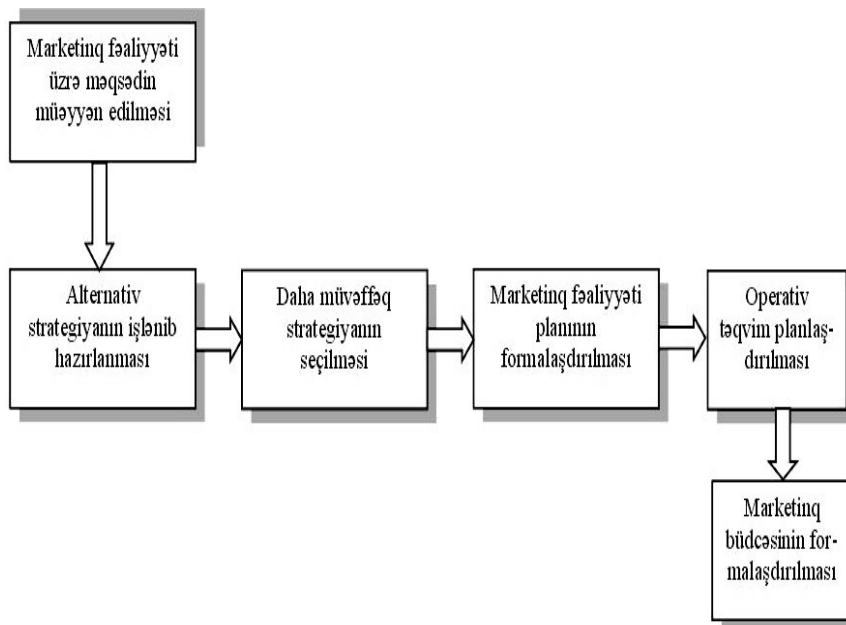 Marketinq fəaliyyəti
üzrə məqsədin
müəyyən edilməsi
Alternativ
strategiyanın işlənib
hazırlanması
Daha müvəffəq
strategiyanın
seçilməsi
Marketinq fəaliyyəti
planının
formalaşdırılması
Operativ
təqvim planlaş-
dırılması
Marketinq
büdcəsinin for-
malaşdırılması